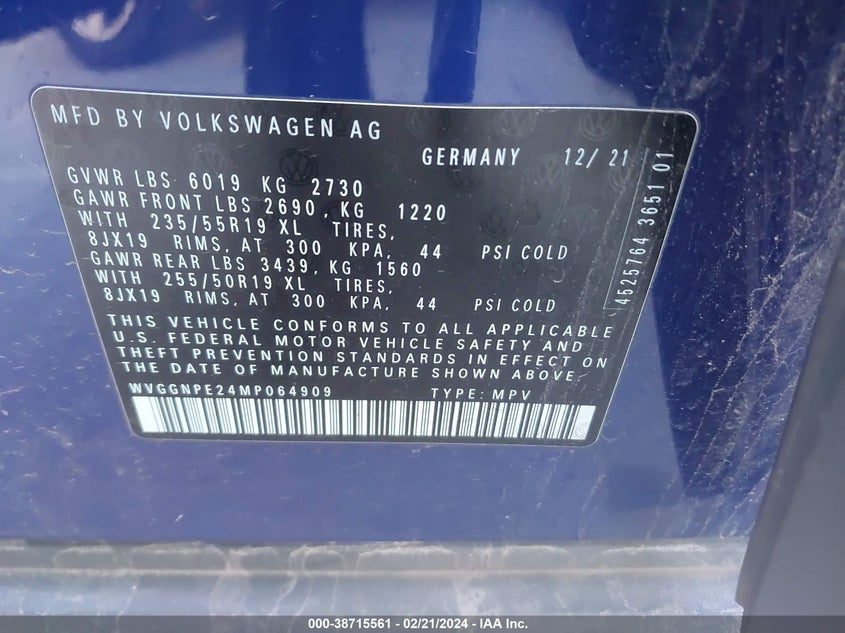 MFD BY VOLKSWAGEN AG
GERMANY 12/ 21
GVWR LBS 6019 KG 2730
GAWR FRONT LBS 2690, KG 1220
WITH 235/55R19 XL TIRES,
8JX19 RIMS, AT 300 KPA, 44 PSI COLD
GAWR REAR LBS 3439, KG 1560
WITH 255/50R19 XL TIRES,
8JX19 RIMS, AT 300 KPA, 44 PSI COLD
THIS VEHICLE CONFORMS TO ALL APPLICABLE
U.S. FEDERAL MOTOR VEHICLE SAFETY AND
THEFT PREVENTION STANDARDS IN EFFECT ON
THE DATE OF MANUFACTURE SHOWN ABOVE.
WVGGNPE24MP064909 TYPE: MPV
4525764 3651 01
000-38715561 - 02/21/2024 - IAA Inc.